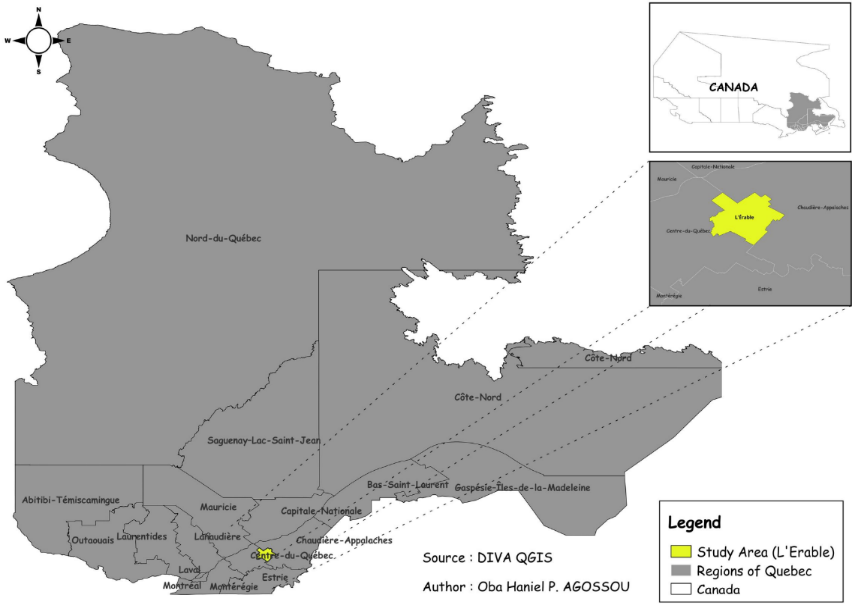 N
W E
S
CANADA
Capitale-Nationale
Mauricie
L'Érable
Chaudière-Appalaches
Centre-du-Québec
Estrie
Montérégie
Nord-du-Québec
Côte-Nord
Côte-Nord
Saguenay-Lac-Saint-Jean
Bas-Saint-Laurent
Gaspésie-Îles-de-la-Madeleine
Abitibi-Témiscamingue
Mauricie
Capitale-Nationale
Outaouais
Laurentides
Lanaudière
Chaudière-Appalaches
Centre-du-Québec
Laval
Estrie
Montréal
Montérégie
Source : DIVA QGIS
Author : Oba Haniel P. AGOSSOU
Legend
Study Area (L'Erable)
Regions of Quebec
Canada